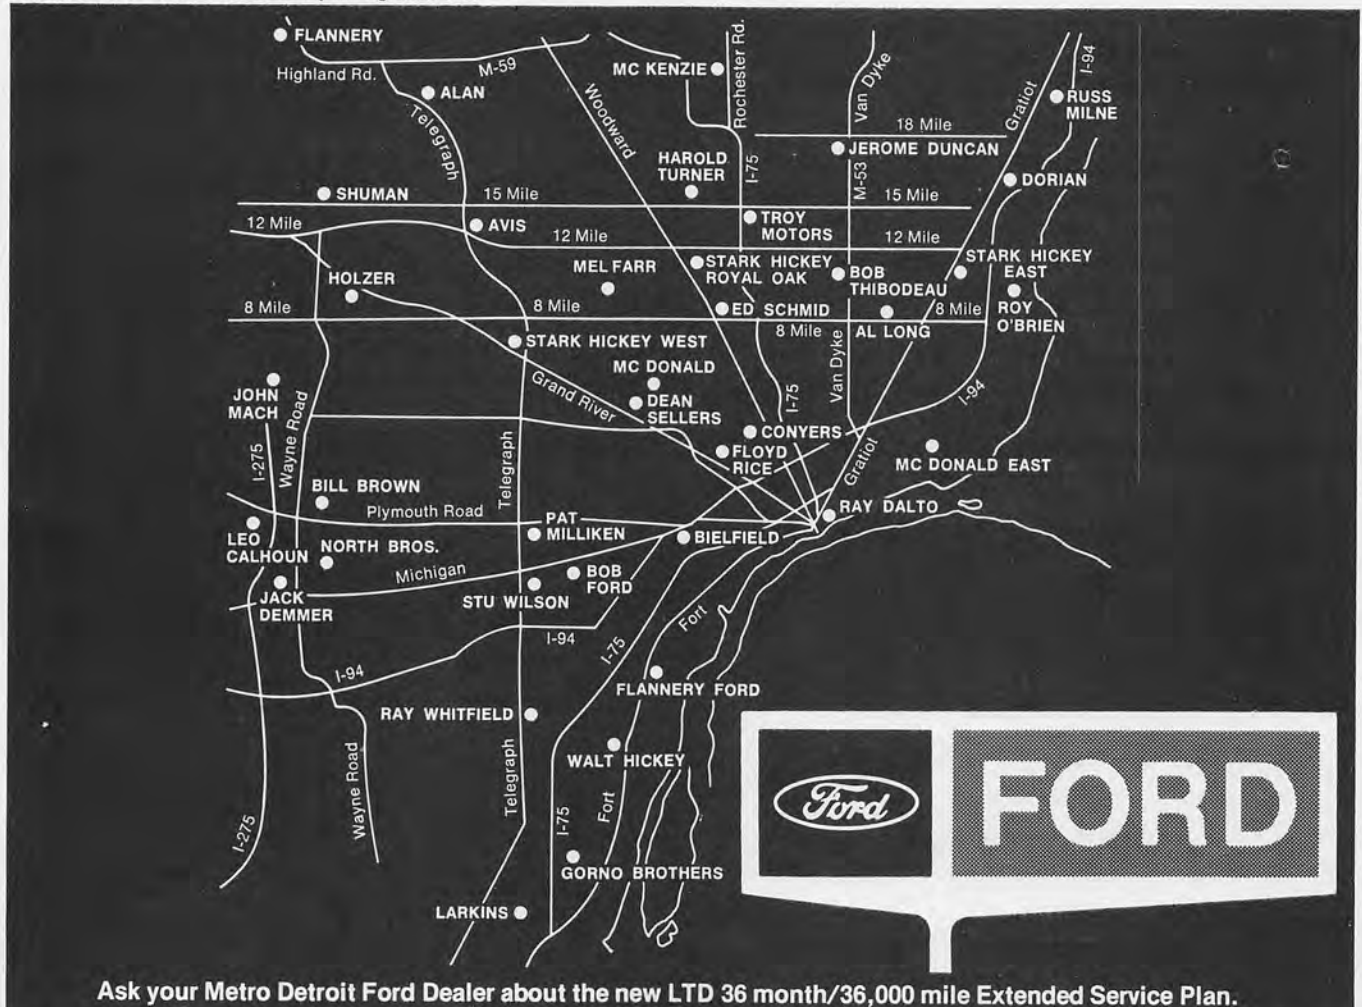 FLANNERY
Highland Rd.
M-59
ALAN
Telegraph
Woodward
MC KENZIE
Rochester Rd.
I-75
Van Dyke
Gratiot
I-94
RUSS
MILNE
18 Mile
JEROME DUNCAN
HAROLD
TURNER
M-53
DORIAN
SHUMAN
15 Mile
15 Mile
12 Mile
AVIS
TROY
MOTORS
12 Mile
12 Mile
HOLZER
MEL FARR
STARK HICKEY
ROYAL OAK
BOB
THIBODEAU
STARK HICKEY
EAST
ROY
O'BRIEN
8 Mile
8 Mile
ED SCHMID
8 Mile
AL LONG
8 Mile
STARK HICKEY WEST
Van Dyke
MC DONALD
Grand River
DEAN
SELLERS
I-75
I-94
JOHN
MACH
Wayne Road
I-275
CONYERS
FLOYD
RICE
Gratiot
MC DONALD EAST
Telegraph
BILL BROWN
Plymouth Road
PAT
MILLIKEN
RAY DALTO
LEO
CALHOUN
NORTH BROS.
BIELFIELD
Michigan
BOB
FORD
STU WILSON
JACK
DEMMER
I-94
I-75
Fort
I-94
FLANNERY FORD
RAY WHITFIELD
WALT HICKEY
Telegraph
Wayne Road
I-275
I-75
Fort
GORNO BROTHERS
LARKINS
Ford
FORD
Ask your Metro Detroit Ford Dealer about the new LTD 36 month/36,000 mile Extended Service Plan.